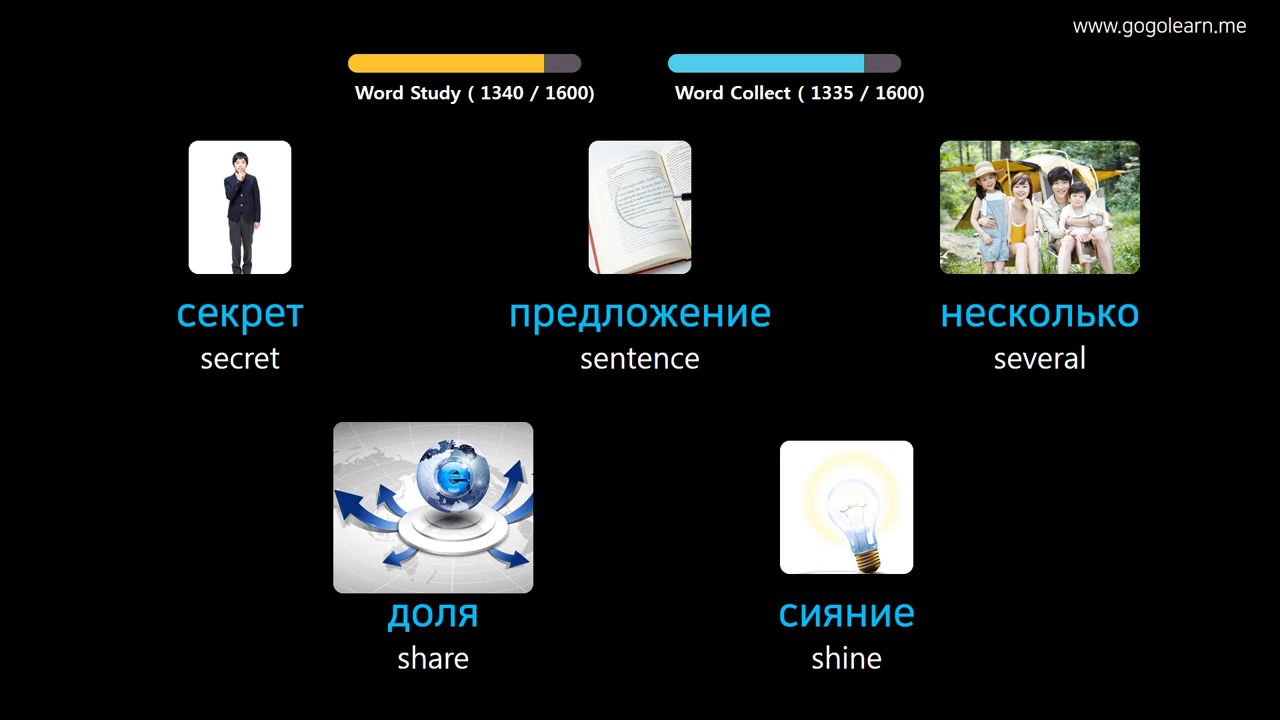 www.gogolearn.me
Word Study ( 1340 / 1600)
Word Collect ( 1335 / 1600)
секрет
secret
предложение
sentence
несколько
several
e
доля
share
сияние
shine